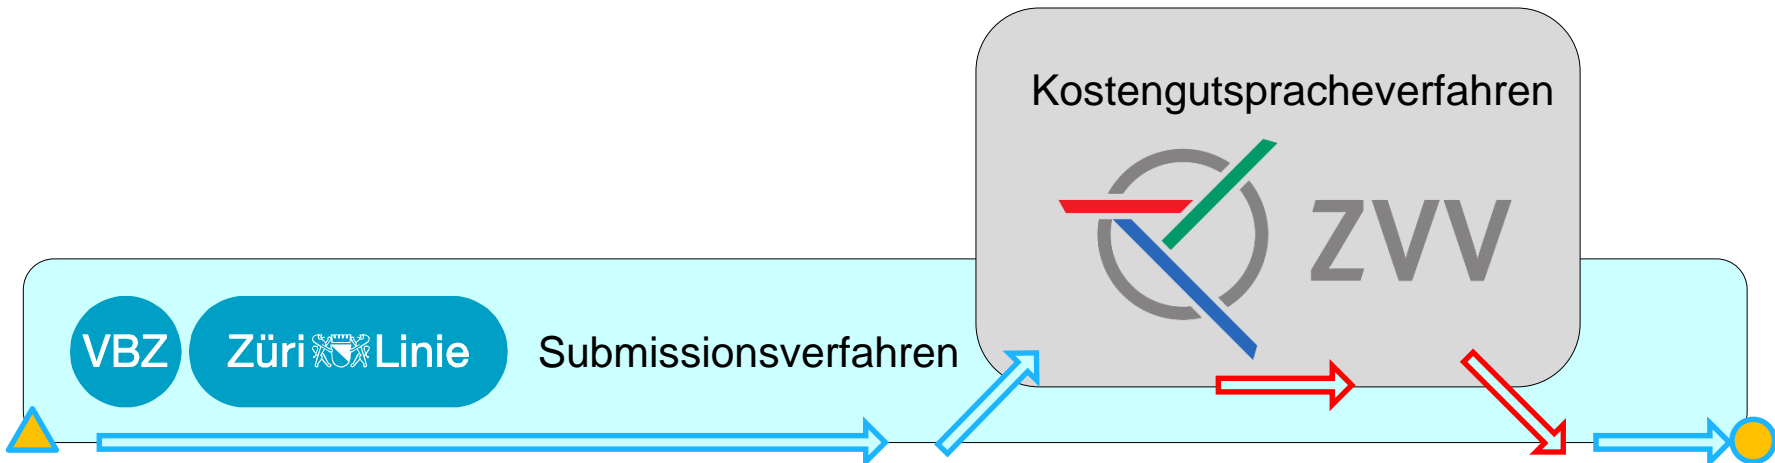 Kostengutspracheverfahren
ZVV
VBZ Züri Linie Submissionsverfahren